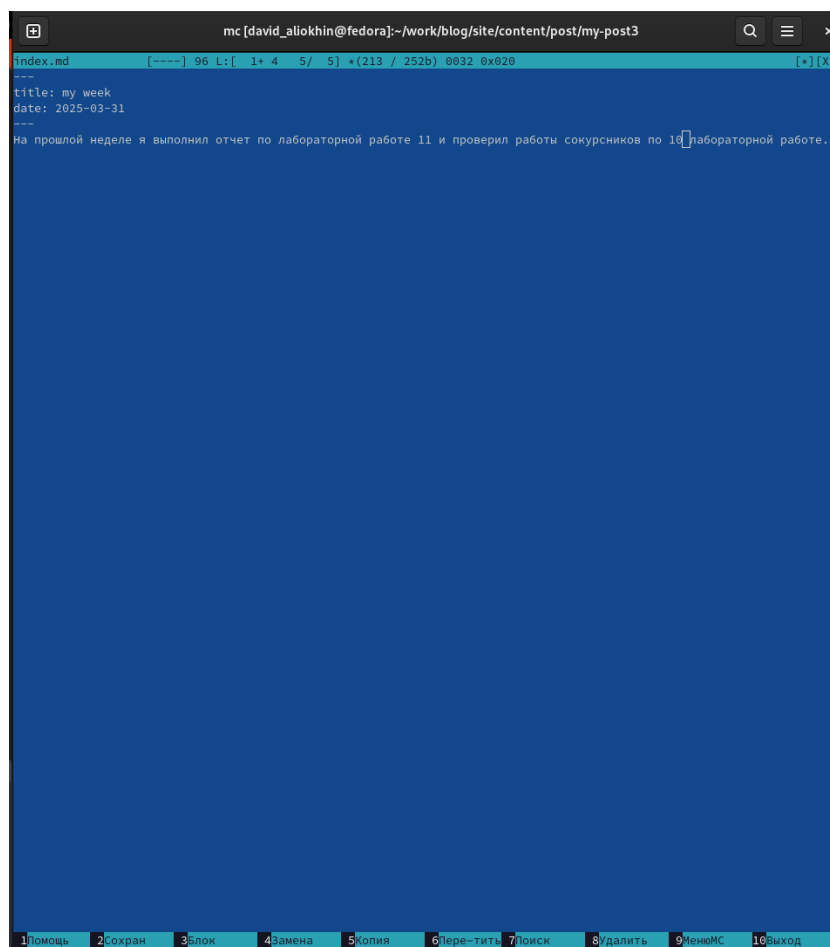 mc [david_aliokhin@fedora]:~/work/blog/site/content/post/my-post3
index.md [----] 96 L:[ 1+ 4 5/ 5] *(213 / 252b) 0032 0x020 [*][X
---
title: my week
date: 2025-03-31
---
На прошлой неделе я выполнил отчет по лабораторной работе 11 и проверил работы сокурсников по 10 лабораторной работе.
1Помощь 2Сохран 3Блок 4Замена 5Копия 6Пере~тить 7Поиск 8Удалить 9МенюMC 10Выход